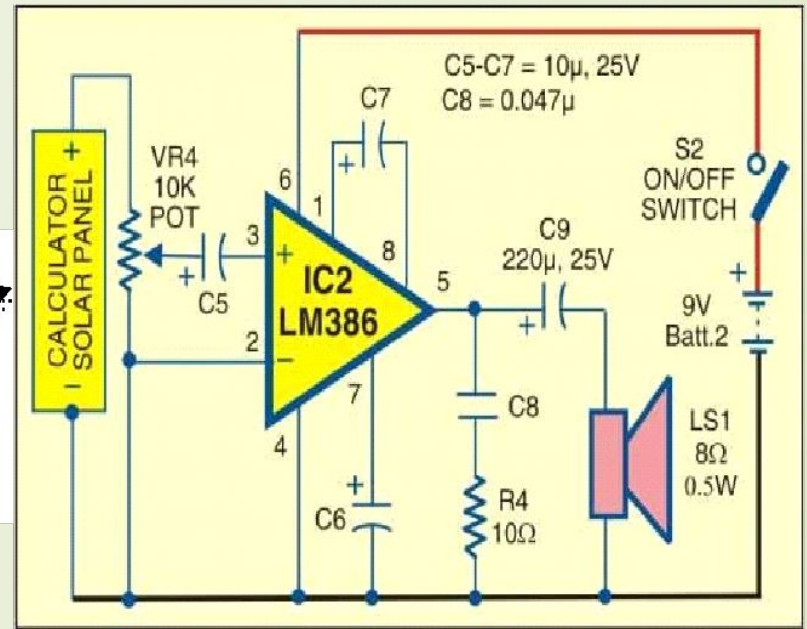 C5-C7 = 10µ, 25V
C8 = 0.047µ
C7
+
S2
ON/OFF
SWITCH
VR4
10K
POT
6
1
+
CALCULATOR
SOLAR PANEL
–
3
+
C5
+
8
IC2
LM386
5
C9
220µ, 25V
+
+
9V
Batt.2
2
–
7
4
C8
LS1
8Ω
0.5W
+
C6
R4
10Ω